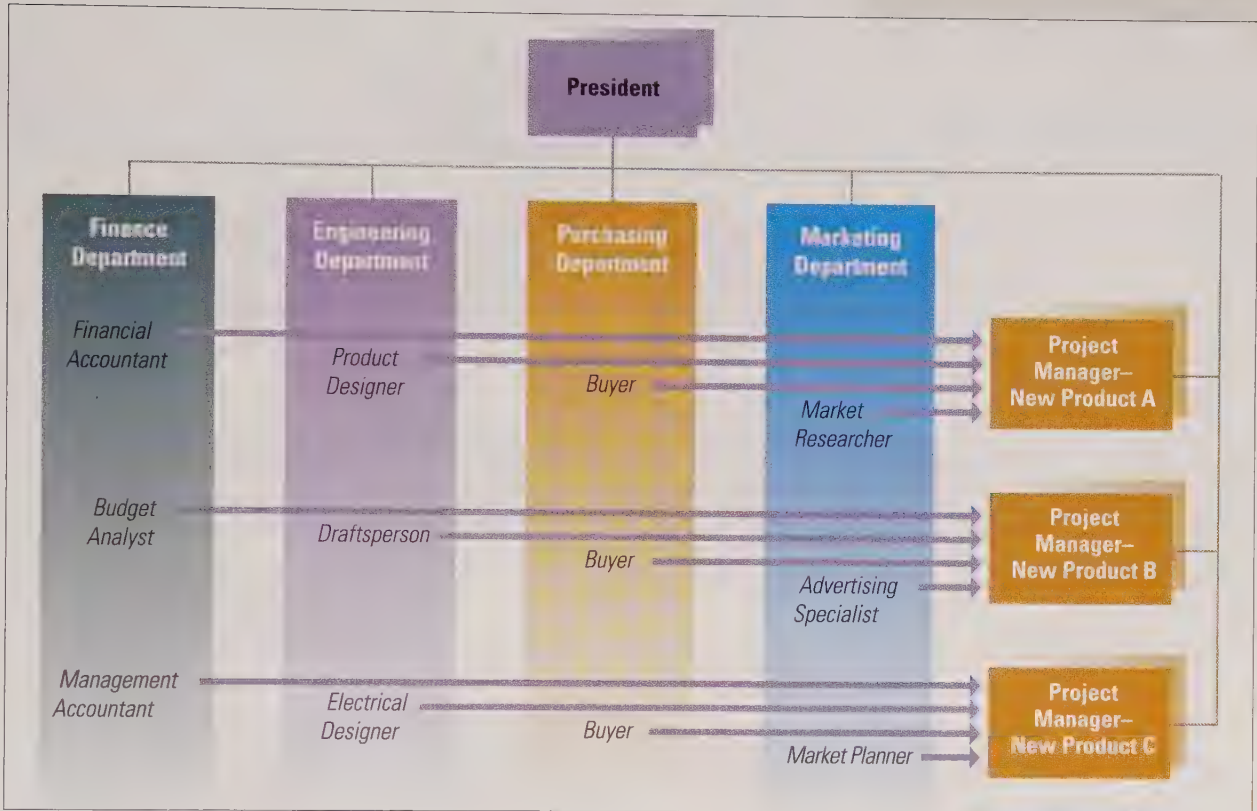 President
Finance
Department
Engineering
Department
Purchasing
Department
Marketing
Department
Financial
Accountant
Product
Designer
Buyer
Market
Researcher
Project
Manager–
New Product A
Budget
Analyst
Draftsperson
Buyer
Advertising
Specialist
Project
Manager–
New Product B
Management
Accountant
Electrical
Designer
Buyer
Market Planner
Project
Manager–
New Product C